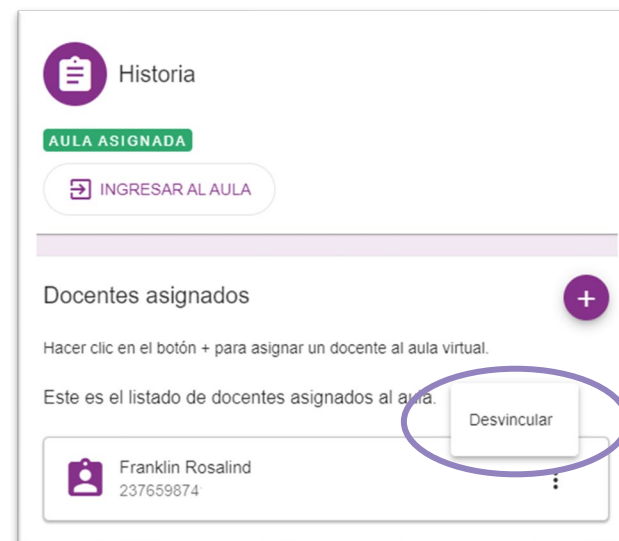 Historia
AULA ASIGNADA
INGRESAR AL AULA
Docentes asignados
+
Hacer clic en el botón + para asignar un docente al aula virtual.
Este es el listado de docentes asignados al aula.
Desvincular
Franklin Rosalind
237659874